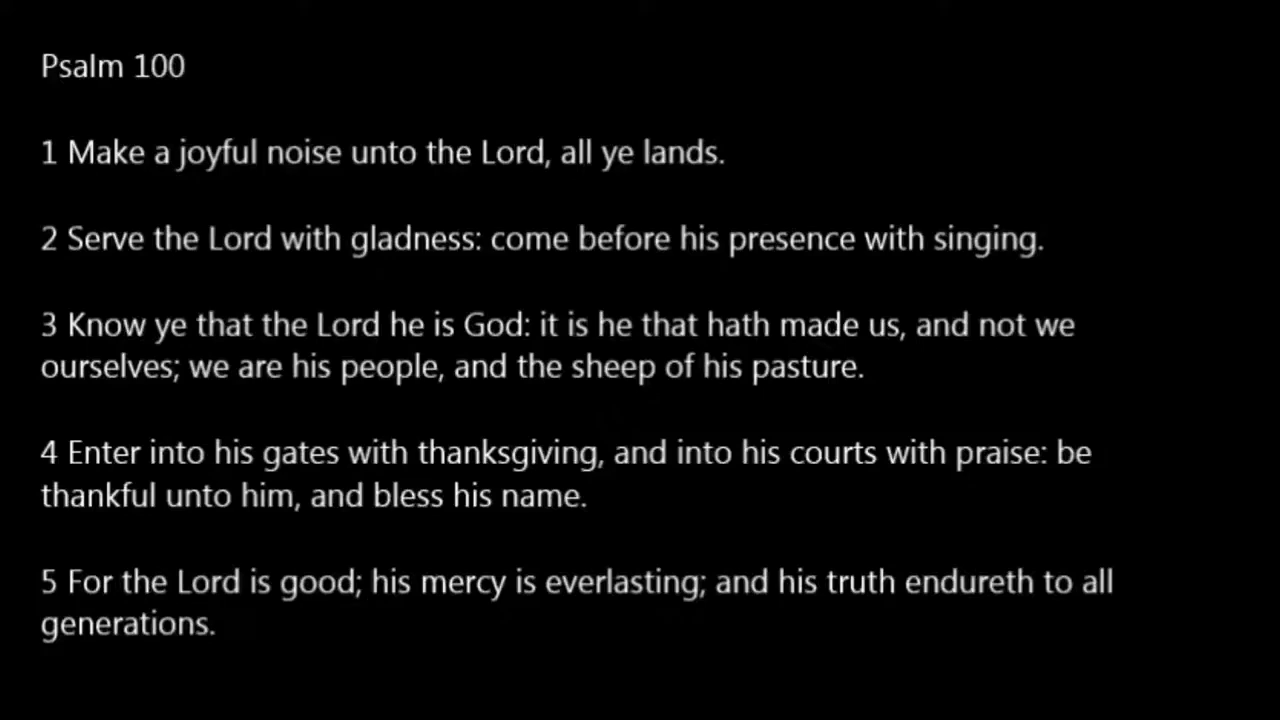 Psalm 100
1 Make a joyful noise unto the Lord, all ye lands.
2 Serve the Lord with gladness: come before his presence with singing.
3 Know ye that the Lord he is God: it is he that hath made us, and not we
ourselves; we are his people, and the sheep of his pasture.
4 Enter into his gates with thanksgiving, and into his courts with praise: be
thankful unto him, and bless his name.
5 For the Lord is good; his mercy is everlasting; and his truth endureth to all
generations.